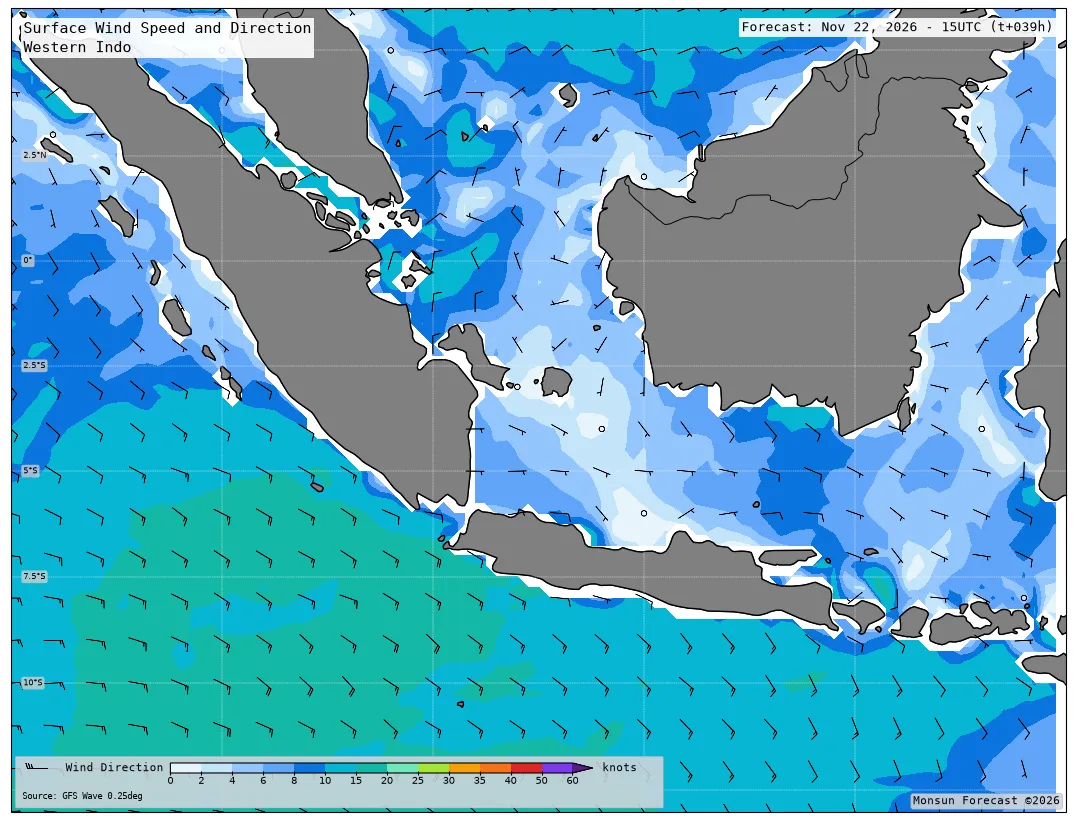 Surface Wind Speed and Direction
Western Indo
Forecast: Nov 22, 2026 - 15UTC (t+039h)
2.5°N
0°
2.5°S
5°S
7.5°S
10°S
Wind Direction
0 2 4 6 8 10 15 20 25 30 40 50 60
knots
Source: GFS Wave 0.25deg
Monsun Forecast ©2026